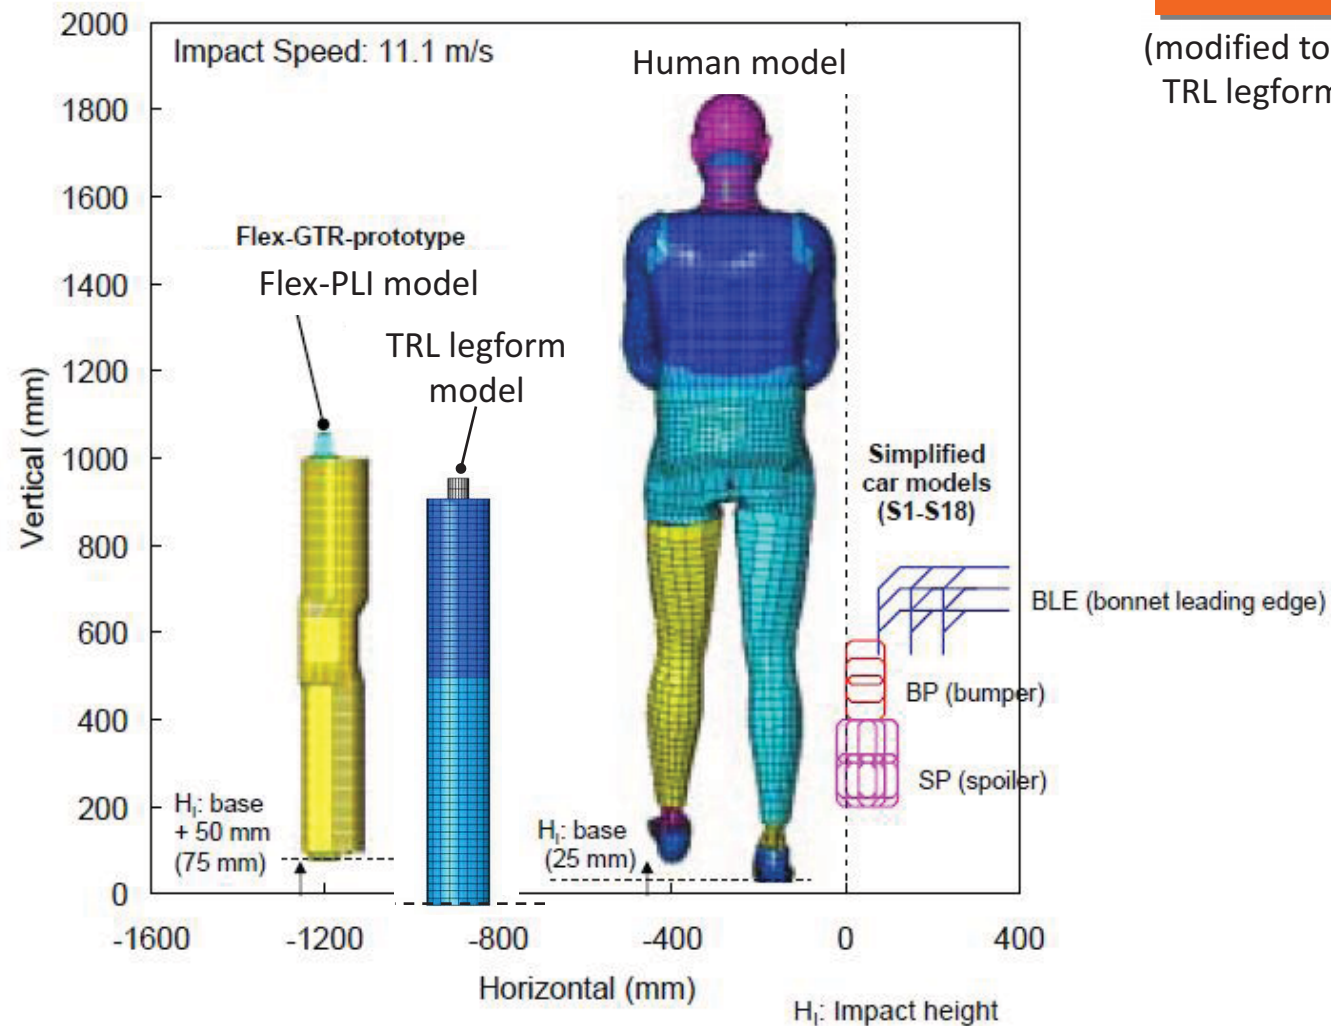 (modified to
TRL legform
Impact Speed: 11.1 m/s
Human model
Flex-GTR-prototype
Flex-PLI model
TRL legform
model
Simplified
car models
(S1-S18)
BLE (bonnet leading edge)
BP (bumper)
SP (spoiler)
H_I: base
+ 50 mm
(75 mm)
H_I: base
(25 mm)
Vertical (mm)
2000
1800
1600
1400
1200
1000
800
600
400
200
0
-1600 -1200 -800 -400 0 400
Horizontal (mm)
H_I: Impact height